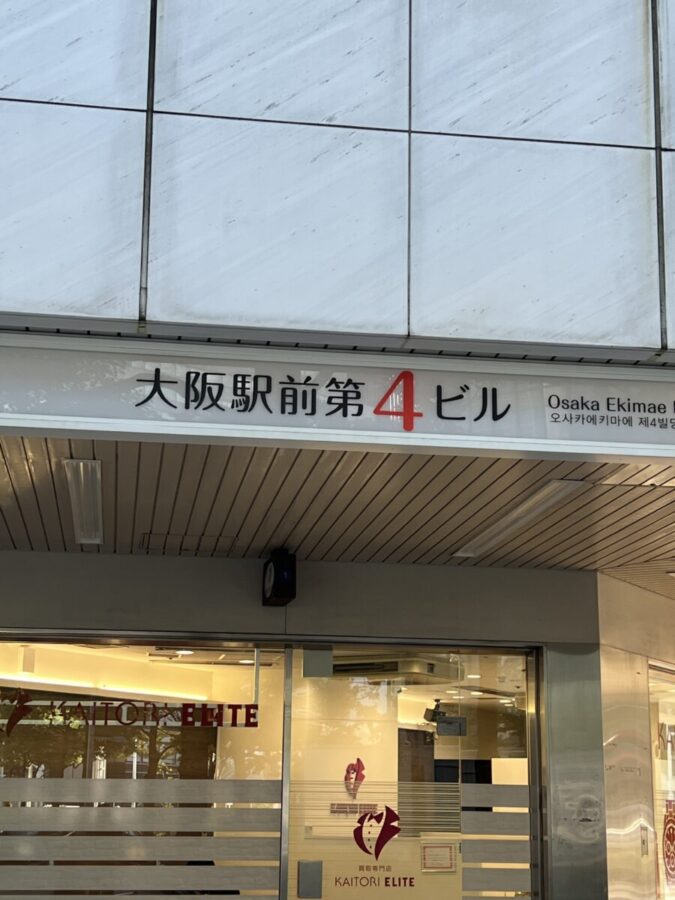 大阪駅前第4ビル
Osaka Ekimae
오사카에키마에 제4빌딩
KAITORI ELITE
買取専門店
KAITORI ELITE